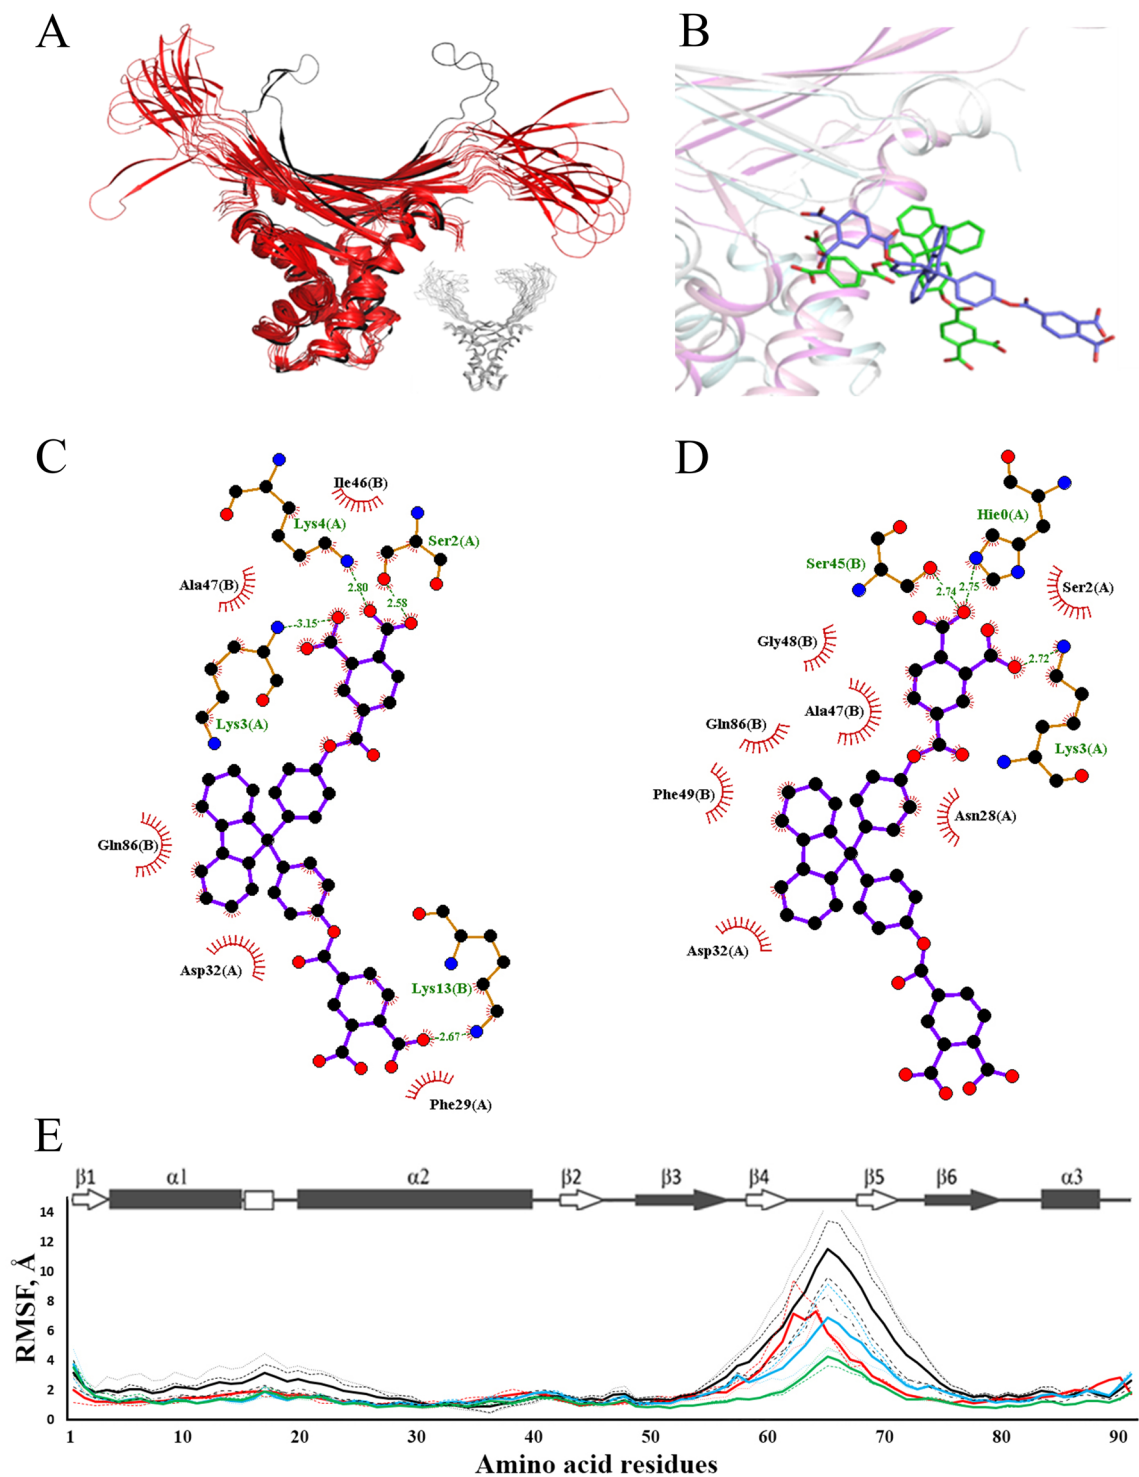 A
B
C
Ile46(B)
Lys4(A)
Ser2(A)
Ala47(B)
2.80
2.58
3.15
Lys3(A)
Gln86(B)
Asp32(A)
Lys13(B)
2.67
Phe29(A)
D
Hie0(A)
Ser45(B)
2.74
2.75
Ser2(A)
Gly48(B)
2.72
Ala47(B)
Gln86(B)
Lys3(A)
Phe49(B)
Asn28(A)
Asp32(A)
E
β1 α1 α2 β2 β3 β4 β5 β6 α3
14
12
10
8
6
4
2
0
RMSF, Å
1 10 20 30 40 50 60 70 80 90
Amino acid residues